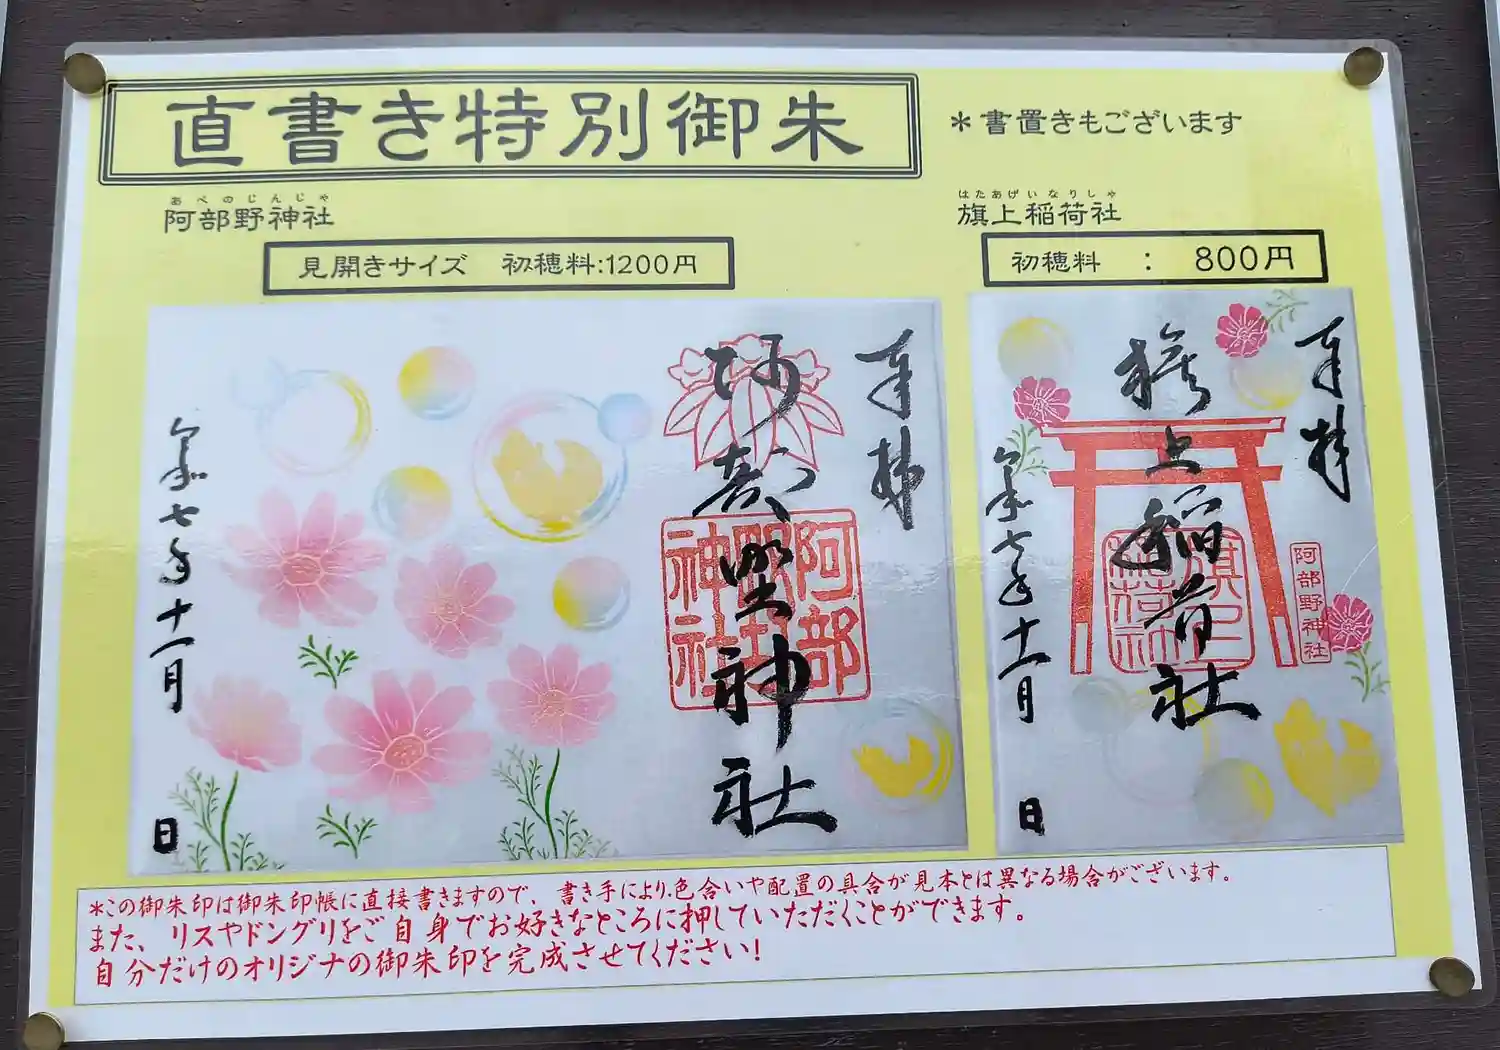 直書き特別御朱
＊書置きもございます
あべのじんじゃ
阿部野神社
見開きサイズ 初穂料:1200円
はたあげいなりしゃ
旗上稲荷社
初穂料 : 800円
奉拝
阿部野神社
阿部野神社
令和七年十一月 日
奉拝
旗上稲荷社
旗上稲荷社
阿部野神社
令和七年十一月 日
＊この御朱印は御朱印帳に直接書きますので、書き手により色合いや配置の具合が見本とは異なる場合がございます。
また、リスやドングリをご自身でお好きなところに押していただくことができます。
自分だけのオリジナの御朱印を完成させてください!